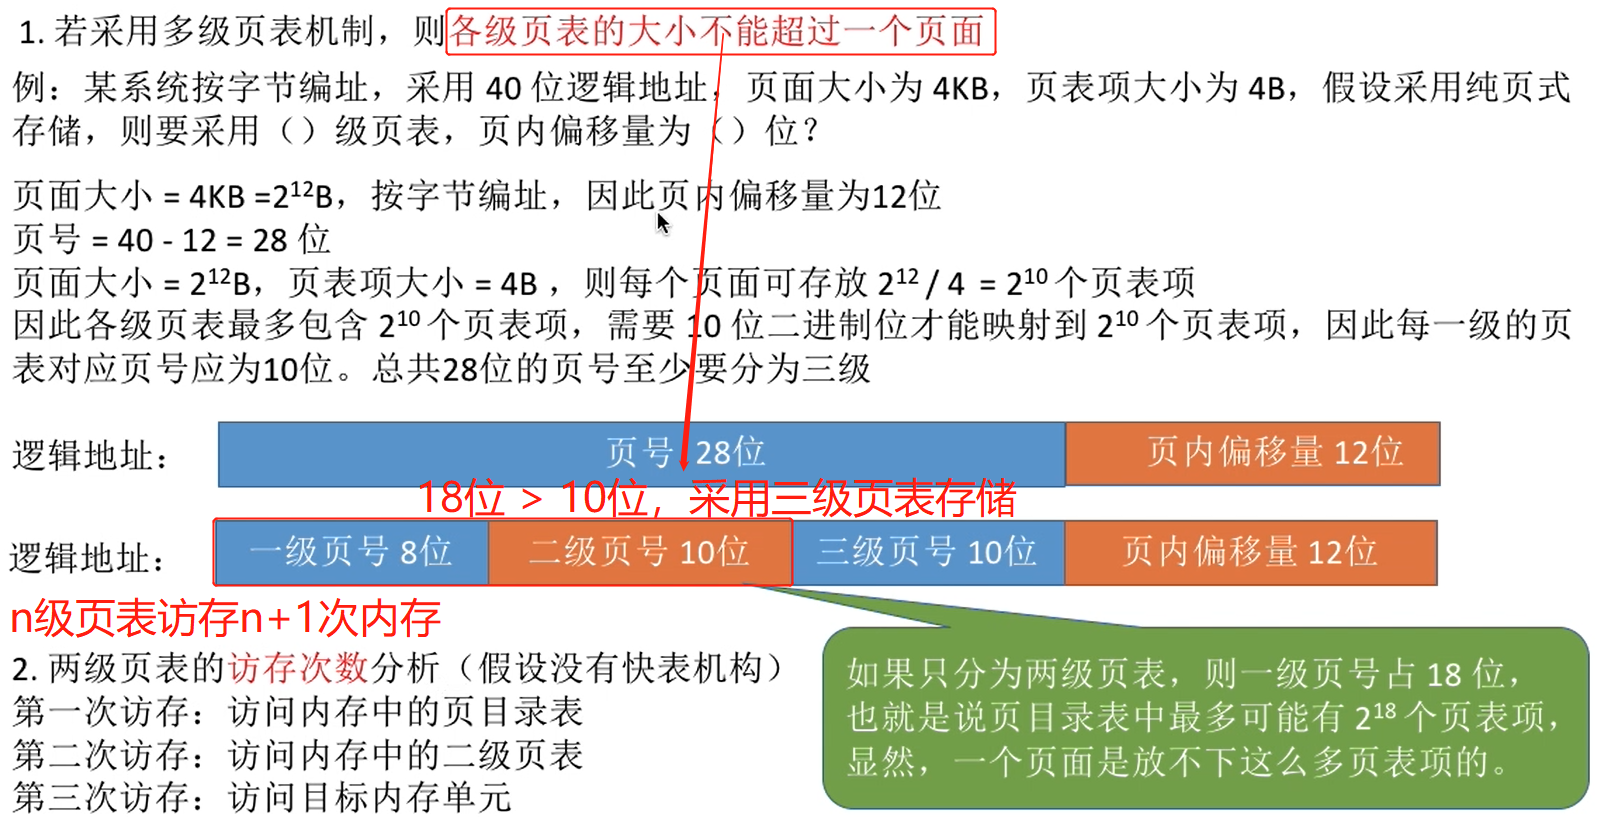 1. 若采用多级页表机制，则各级页表的大小不能超过一个页面
例：某系统按字节编址，采用 40 位逻辑地址，页面大小为 4KB，页表项大小为 4B，假设采用纯页式
存储，则要采用（）级页表，页内偏移量为（）位？
页面大小 = 4KB =2¹²B，按字节编址，因此页内偏移量为12位
页号 = 40 - 12 = 28 位
页面大小 = 2¹²B，页表项大小 = 4B ，则每个页面可存放 2¹² / 4 = 2¹⁰ 个页表项
因此各级页表最多包含 2¹⁰ 个页表项，需要 10 位二进制位才能映射到 2¹⁰ 个页表项，因此每一级的页
表对应页号应为10位。总共28位的页号至少要分为三级
逻辑地址：
页号 28位
页内偏移量 12位
18位 > 10位，采用三级页表存储
逻辑地址：
一级页号 8位
二级页号 10位
三级页号 10位
页内偏移量 12位
n级页表访存n+1次内存
2. 两级页表的访存次数分析（假设没有快表机构）
第一次访存：访问内存中的页目录表
第二次访存：访问内存中的二级页表
第三次访存：访问目标内存单元
如果只分为两级页表，则一级页号占 18 位，
也就是说页目录表中最多可能有 2¹⁸ 个页表项，
显然，一个页面是放不下这么多页表项的。